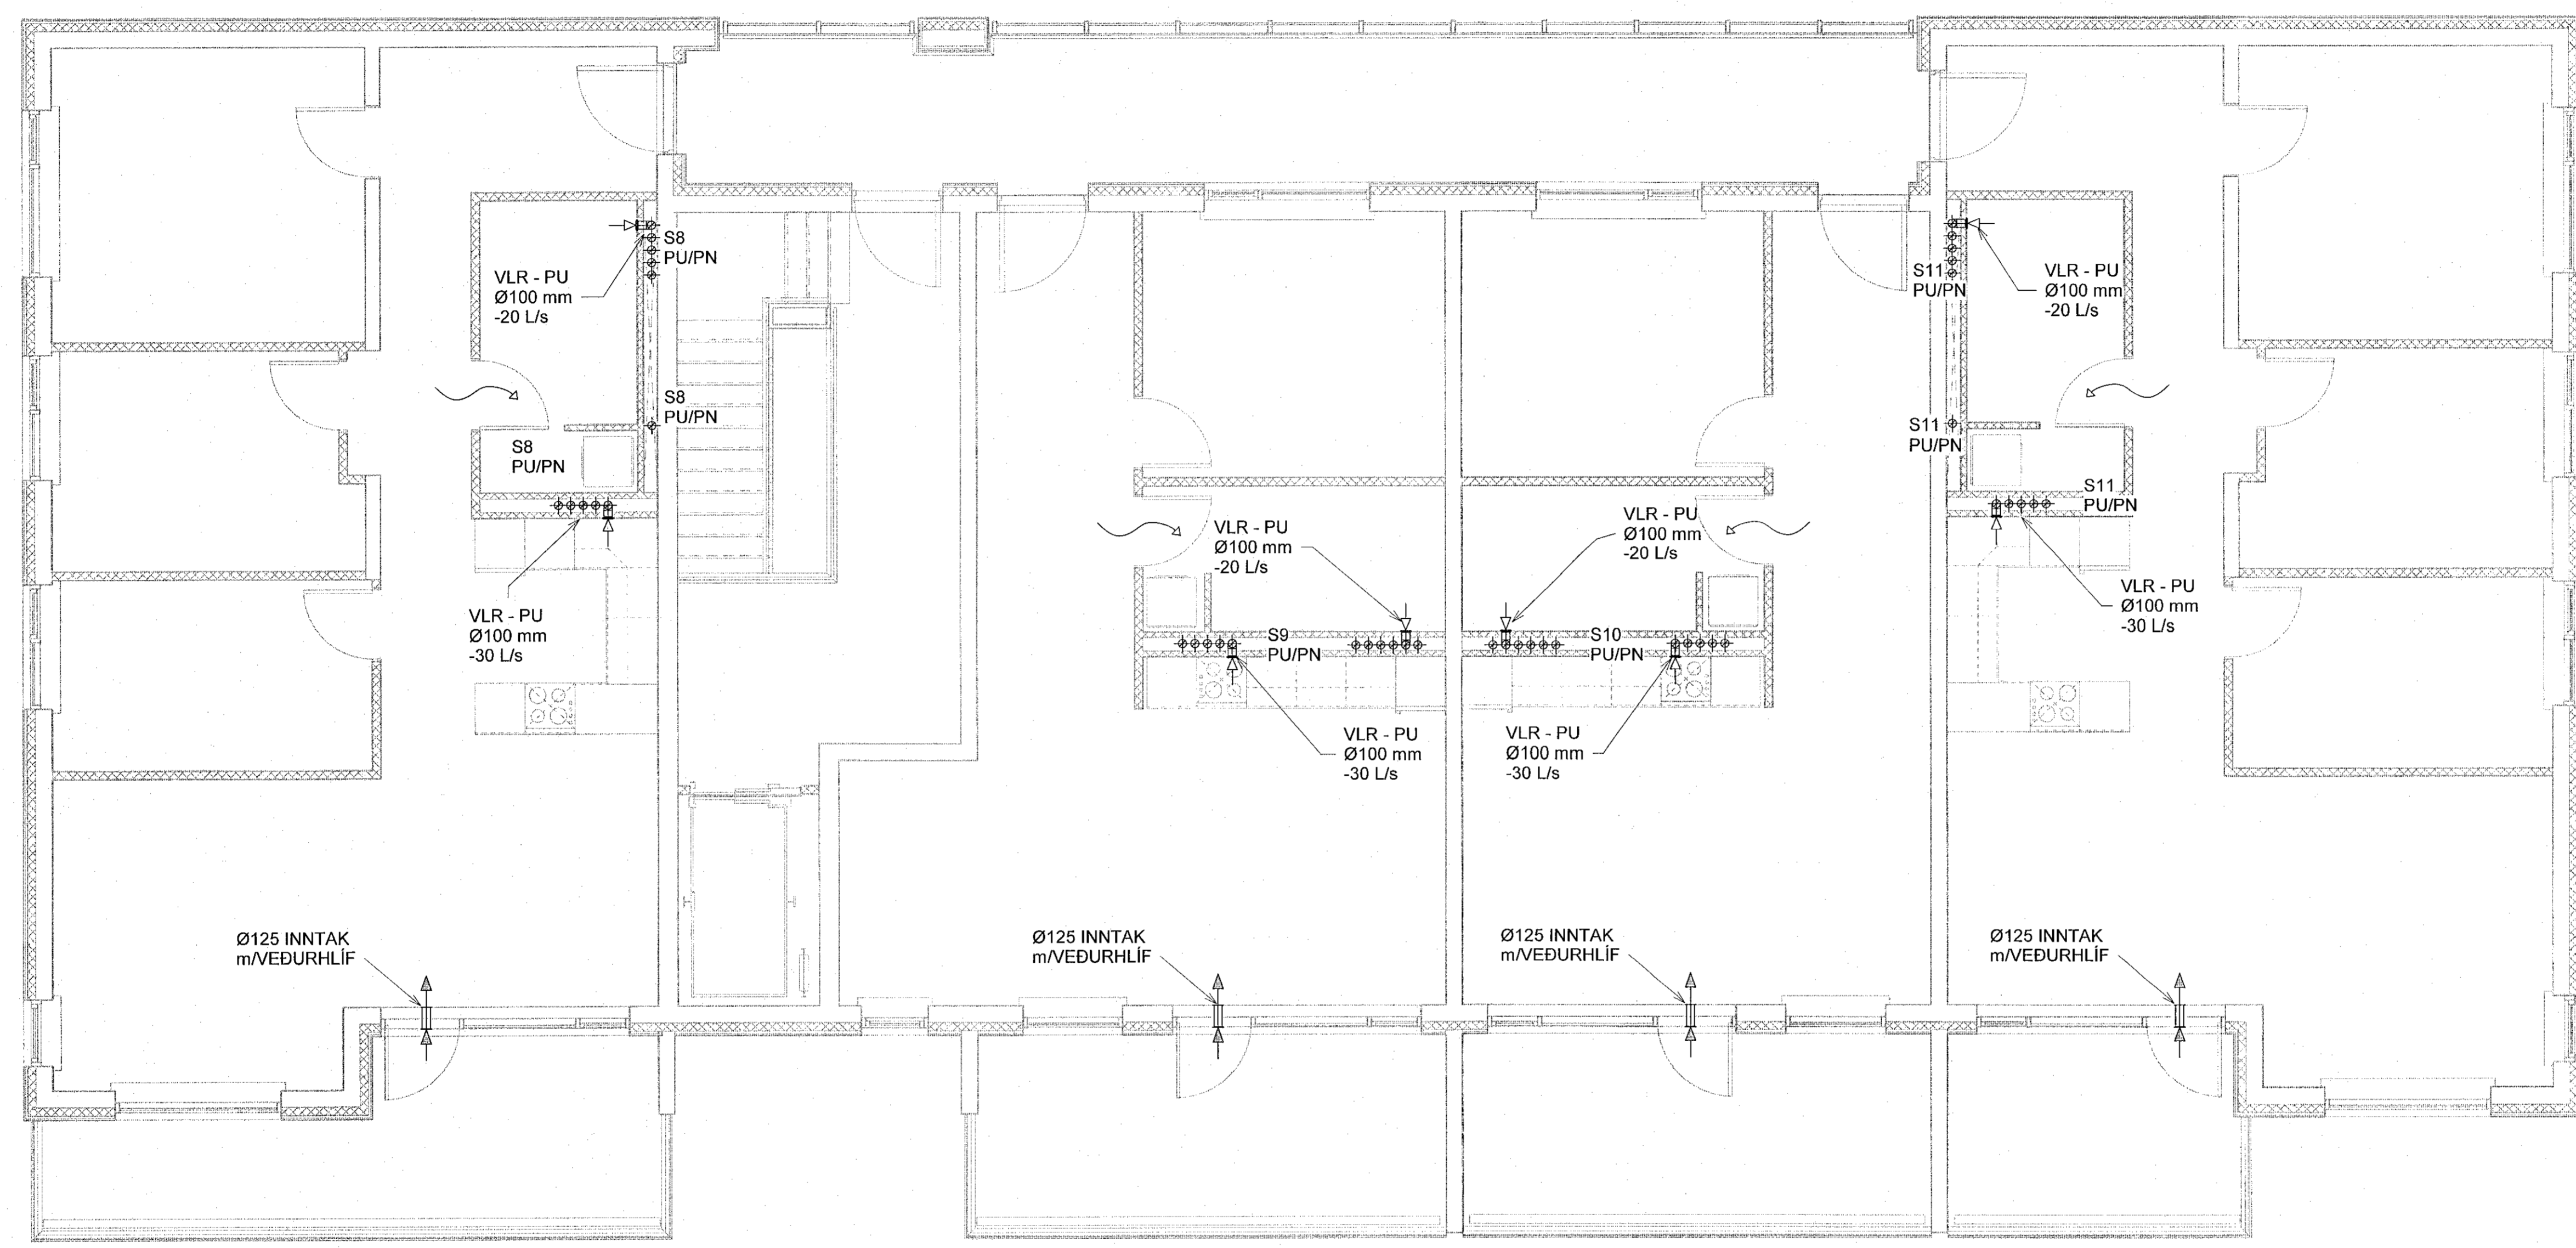 S8
PU/PN
VLR - PU
Ø100 mm
-20 L/s
S8
PU/PN
S8
PU/PN
VLR - PU
Ø100 mm
-30 L/s
Ø125 INNTAK
m/VEÐURHLÍF
VLR - PU
Ø100 mm
-20 L/s
S9
PU/PN
VLR - PU
Ø100 mm
-30 L/s
Ø125 INNTAK
m/VEÐURHLÍF
VLR - PU
Ø100 mm
-20 L/s
S10
PU/PN
VLR - PU
Ø100 mm
-30 L/s
Ø125 INNTAK
m/VEÐURHLÍF
S11
PU/PN
VLR - PU
Ø100 mm
-20 L/s
S11
PU/PN
S11
PU/PN
VLR - PU
Ø100 mm
-30 L/s
Ø125 INNTAK
m/VEÐURHLÍF